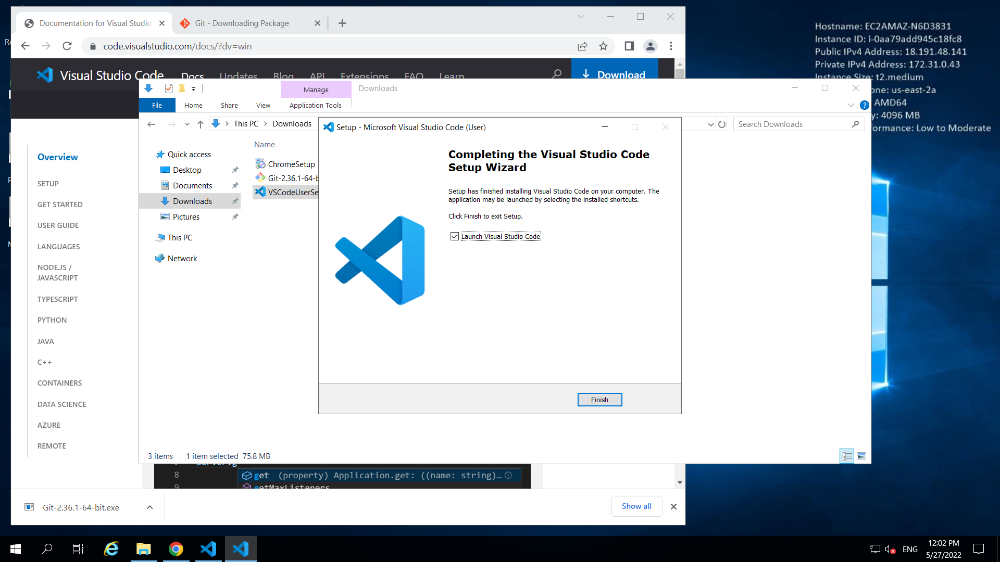 Documentation for Visual Studio
Git - Downloading Package
code.visualstudio.com/docs/?dv=win
Hostname: EC2AMAZ-N6D3831
Instance ID: i-0aa79add945c18fc8
Public IPv4 Address: 18.191.48.141
Private IPv4 Address: 172.31.0.43
Instance Size: t2.medium
one: us-east-2a
AMD64
y: 4096 MB
formance: Low to Moderate
Visual Studio Code
Docs
Updates
Blog
API
Extensions
FAQ
Learn
Download
Manage
Downloads
File
Home
Share
View
Application Tools
This PC
Downloads
Search Downloads
Name
Quick access
Desktop
Documents
Downloads
Pictures
This PC
Network
ChromeSetup
Git-2.36.1-64-b
VSCodeUserSe
Setup - Microsoft Visual Studio Code (User)
Completing the Visual Studio Code
Setup Wizard
Setup has finished installing Visual Studio Code on your computer. The
application may be launched by selecting the installed shortcuts.
Click Finish to exit Setup.
Launch Visual Studio Code
Finish
Overview
SETUP
GET STARTED
USER GUIDE
LANGUAGES
NODE.JS /
JAVASCRIPT
TYPESCRIPT
PYTHON
JAVA
C++
CONTAINERS
DATA SCIENCE
AZURE
REMOTE
3 items
1 item selected 75.8 MB
8
get (property) Application.get: ((name: string)…
9
getMaxListeners
Git-2.36.1-64-bit.exe
Show all
ENG
12:02 PM
5/27/2022